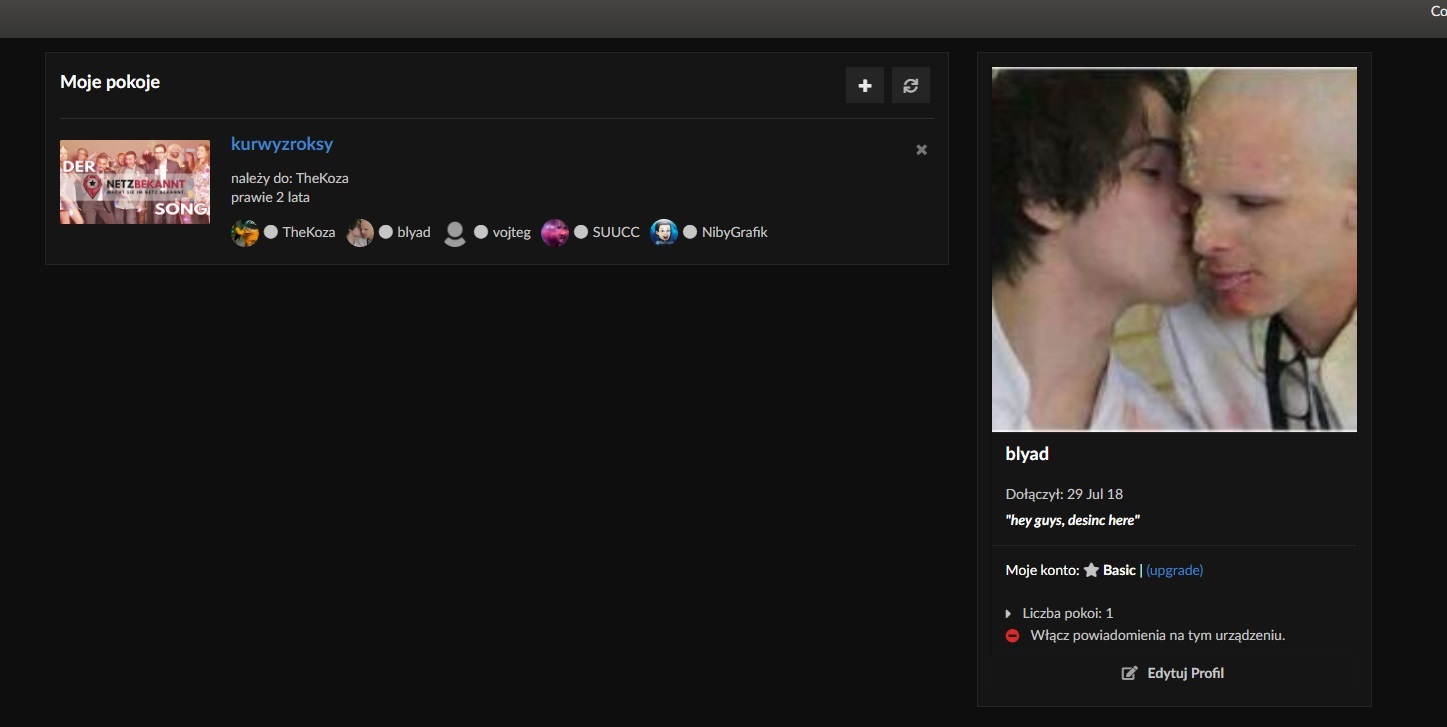 Co
Moje pokoje
kurwyzroksy
należy do: TheKoza
prawie 2 lata
TheKoza blyad vojteg SUUCC NibyGrafik
DER
NETZBEKANNT
SONG
blyad
Dołączył: 29 Jul 18
"hey guys, desinc here"
Moje konto: Basic | (upgrade)
Liczba pokoi: 1
Włącz powiadomienia na tym urządzeniu.
Edytuj Profil